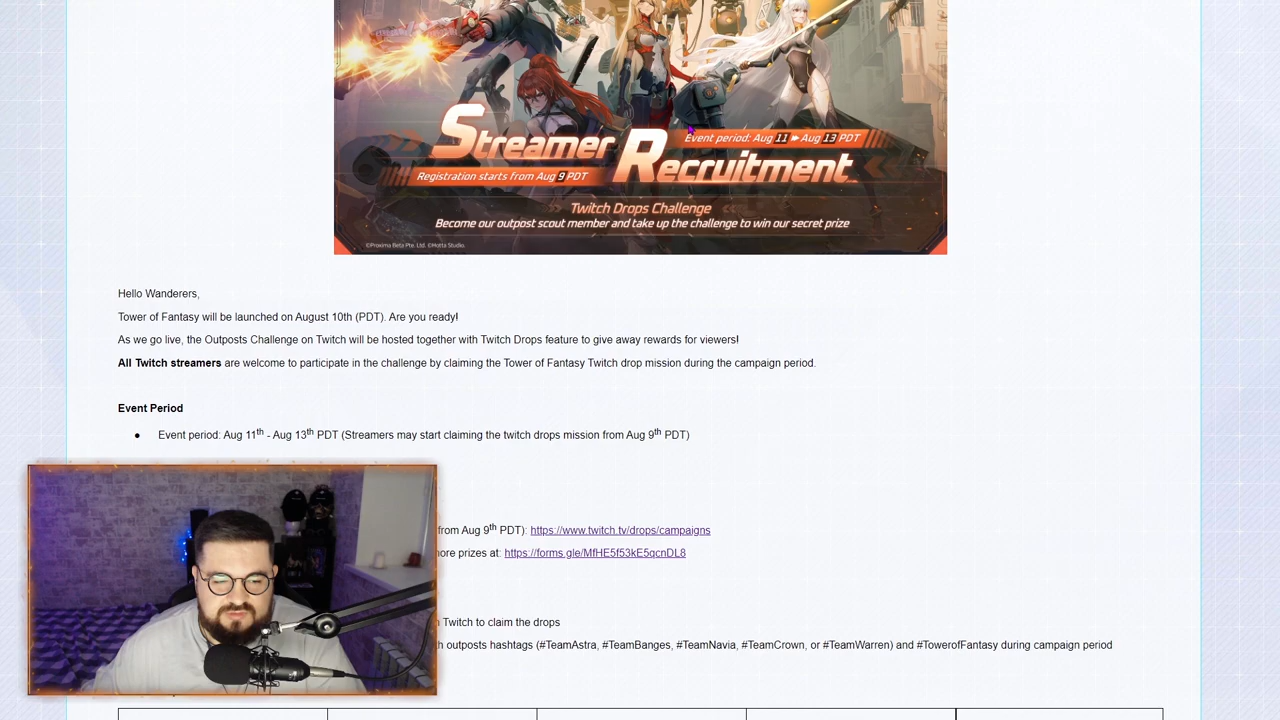 Streamer
Event period: Aug 11 Aug 13 PDT
Recruitment
Registration starts from Aug 9 PDT
Twitch Drops Challenge
Become our outpost scout member and take up the challenge to win our secret prize
©Proxima Beta Pte. Ltd. ©Hotta Studio.
Hello Wanderers,
Tower of Fantasy will be launched on August 10th (PDT). Are you ready!
As we go live, the Outposts Challenge on Twitch will be hosted together with Twitch Drops feature to give away rewards for viewers!
All Twitch streamers are welcome to participate in the challenge by claiming the Tower of Fantasy Twitch drop mission during the campaign period.
Event Period
● Event period: Aug 11th - Aug 13th PDT (Streamers may start claiming the twitch drops mission from Aug 9th PDT)
from Aug 9th PDT): https://www.twitch.tv/drops/campaigns
prizes at: https://forms.gle/MfHE5f53kE5qcnDL8
Twitch to claim the drops
outposts hashtags (#TeamAstra, #TeamBanges, #TeamNavia, #TeamCrown, or #TeamWarren) and #TowerofFantasy during campaign period